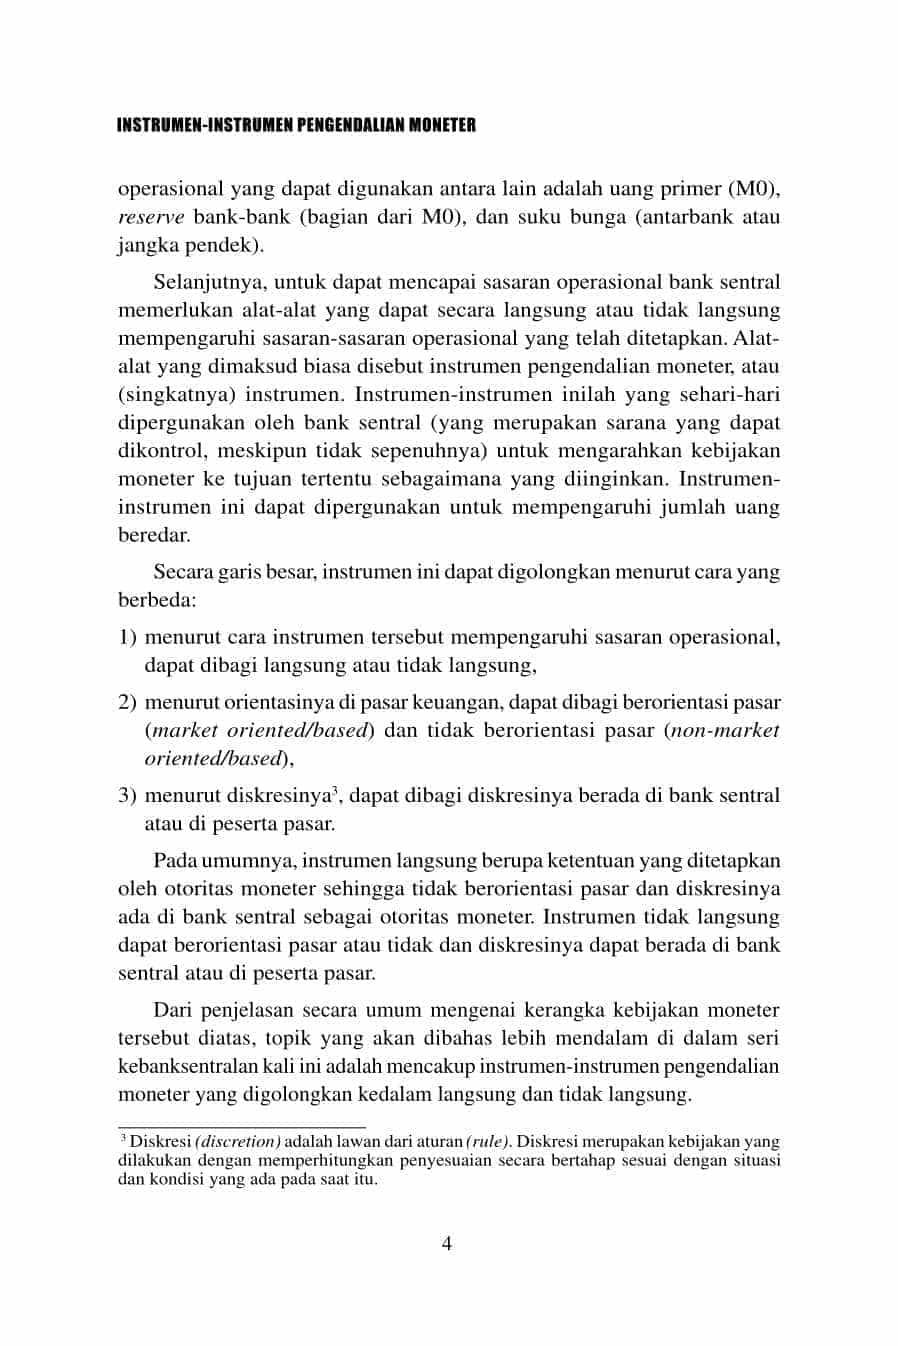 INSTRUMEN-INSTRUMEN PENGENDALIAN MONETER
operasional yang dapat digunakan antara lain adalah uang primer (M0),
reserve bank-bank (bagian dari M0), dan suku bunga (antarbank atau
jangka pendek).
Selanjutnya, untuk dapat mencapai sasaran operasional bank sentral
memerlukan alat-alat yang dapat secara langsung atau tidak langsung
mempengaruhi sasaran-sasaran operasional yang telah ditetapkan. Alat-
alat yang dimaksud biasa disebut instrumen pengendalian moneter, atau
(singkatnya) instrumen. Instrumen-instrumen inilah yang sehari-hari
dipergunakan oleh bank sentral (yang merupakan sarana yang dapat
dikontrol, meskipun tidak sepenuhnya) untuk mengarahkan kebijakan
moneter ke tujuan tertentu sebagaimana yang diinginkan. Instrumen-
instrumen ini dapat dipergunakan untuk mempengaruhi jumlah uang
beredar.
Secara garis besar, instrumen ini dapat digolongkan menurut cara yang
berbeda:
1) menurut cara instrumen tersebut mempengaruhi sasaran operasional,
dapat dibagi langsung atau tidak langsung,
2) menurut orientasinya di pasar keuangan, dapat dibagi berorientasi pasar
(market oriented/based) dan tidak berorientasi pasar (non-market
oriented/based),
3) menurut diskresinya³, dapat dibagi diskresinya berada di bank sentral
atau di peserta pasar.
Pada umumnya, instrumen langsung berupa ketentuan yang ditetapkan
oleh otoritas moneter sehingga tidak berorientasi pasar dan diskresinya
ada di bank sentral sebagai otoritas moneter. Instrumen tidak langsung
dapat berorientasi pasar atau tidak dan diskresinya dapat berada di bank
sentral atau di peserta pasar.
Dari penjelasan secara umum mengenai kerangka kebijakan moneter
tersebut diatas, topik yang akan dibahas lebih mendalam di dalam seri
kebanksentralan kali ini adalah mencakup instrumen-instrumen pengendalian
moneter yang digolongkan kedalam langsung dan tidak langsung.
³ Diskresi (discretion) adalah lawan dari aturan (rule). Diskresi merupakan kebijakan yang
dilakukan dengan memperhitungkan penyesuaian secara bertahap sesuai dengan situasi
dan kondisi yang ada pada saat itu.
4